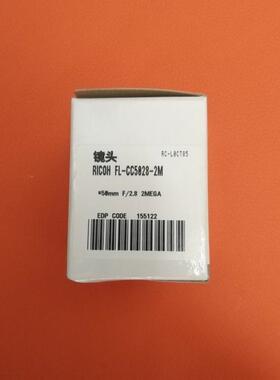 镜头
RC-L0CT05
RICOH FL-CC5028-2M
*50mm F/2.8 2MEGA
EDP CODE 155122